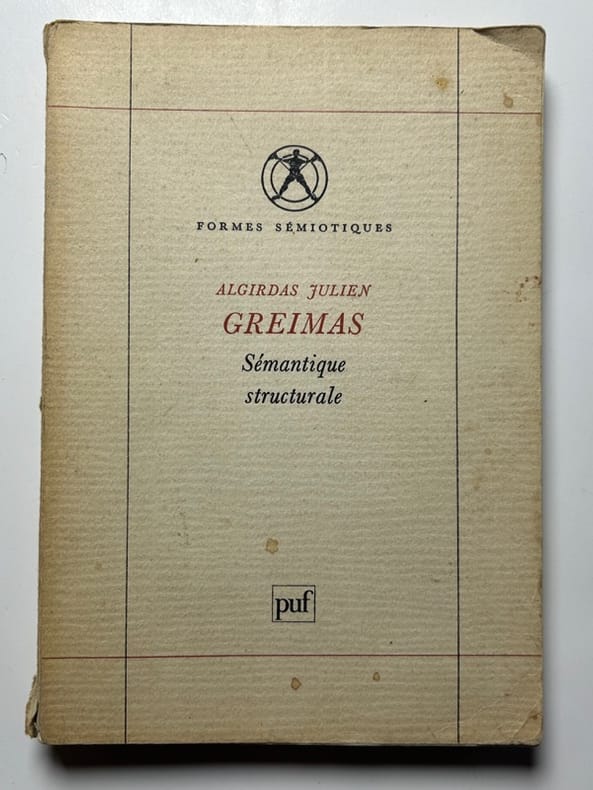 FORMES SÉMIOTIQUES
ALGIRDAS JULIEN
GREIMAS
Sémantique
structurale
puf